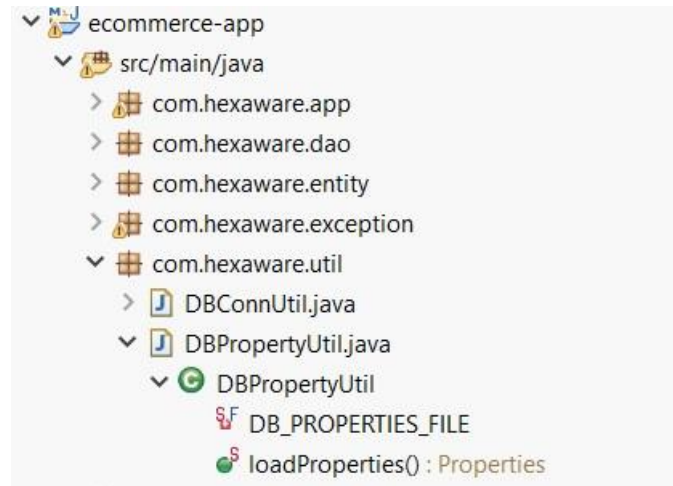 ecommerce-app
src/main/java
com.hexaware.app
com.hexaware.dao
com.hexaware.entity
com.hexaware.exception
com.hexaware.util
DBConnUtil.java
DBPropertyUtil.java
DBPropertyUtil
DB_PROPERTIES_FILE
loadProperties() : Properties